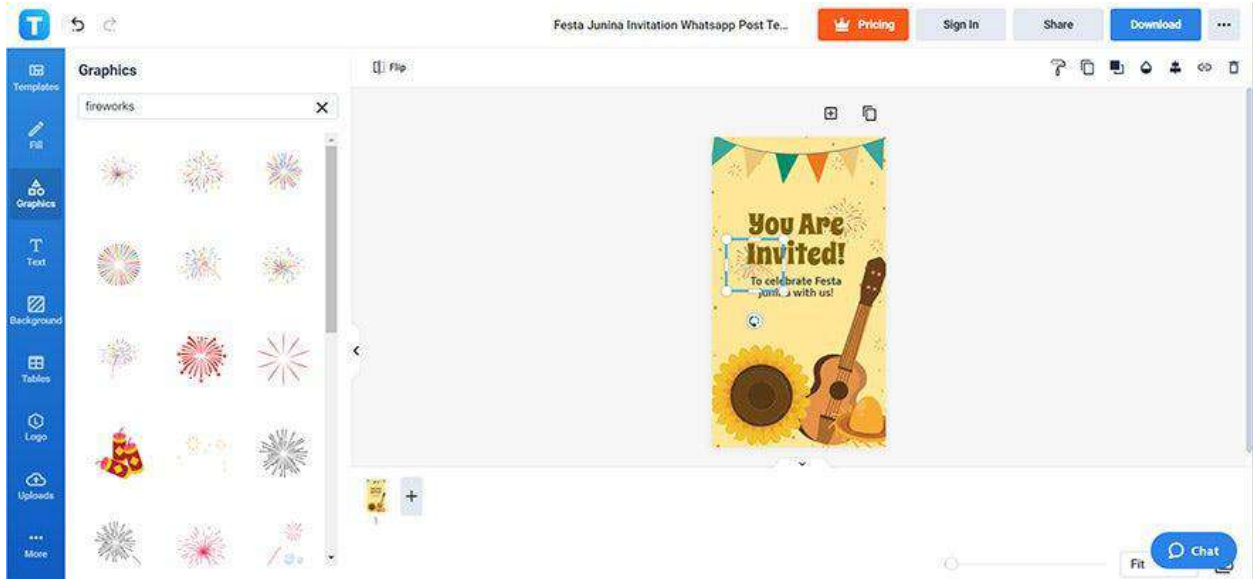 T
Festa Junina Invitation Whatsapp Post Te...
Pricing
Sign In
Share
Download
Templates
Fill
Graphics
Text
Background
Tables
Logo
Uploads
More
Graphics
fireworks
Flip
You Are
Invited!
To celebrate Festa
Junina with us!
1
Fit
Chat